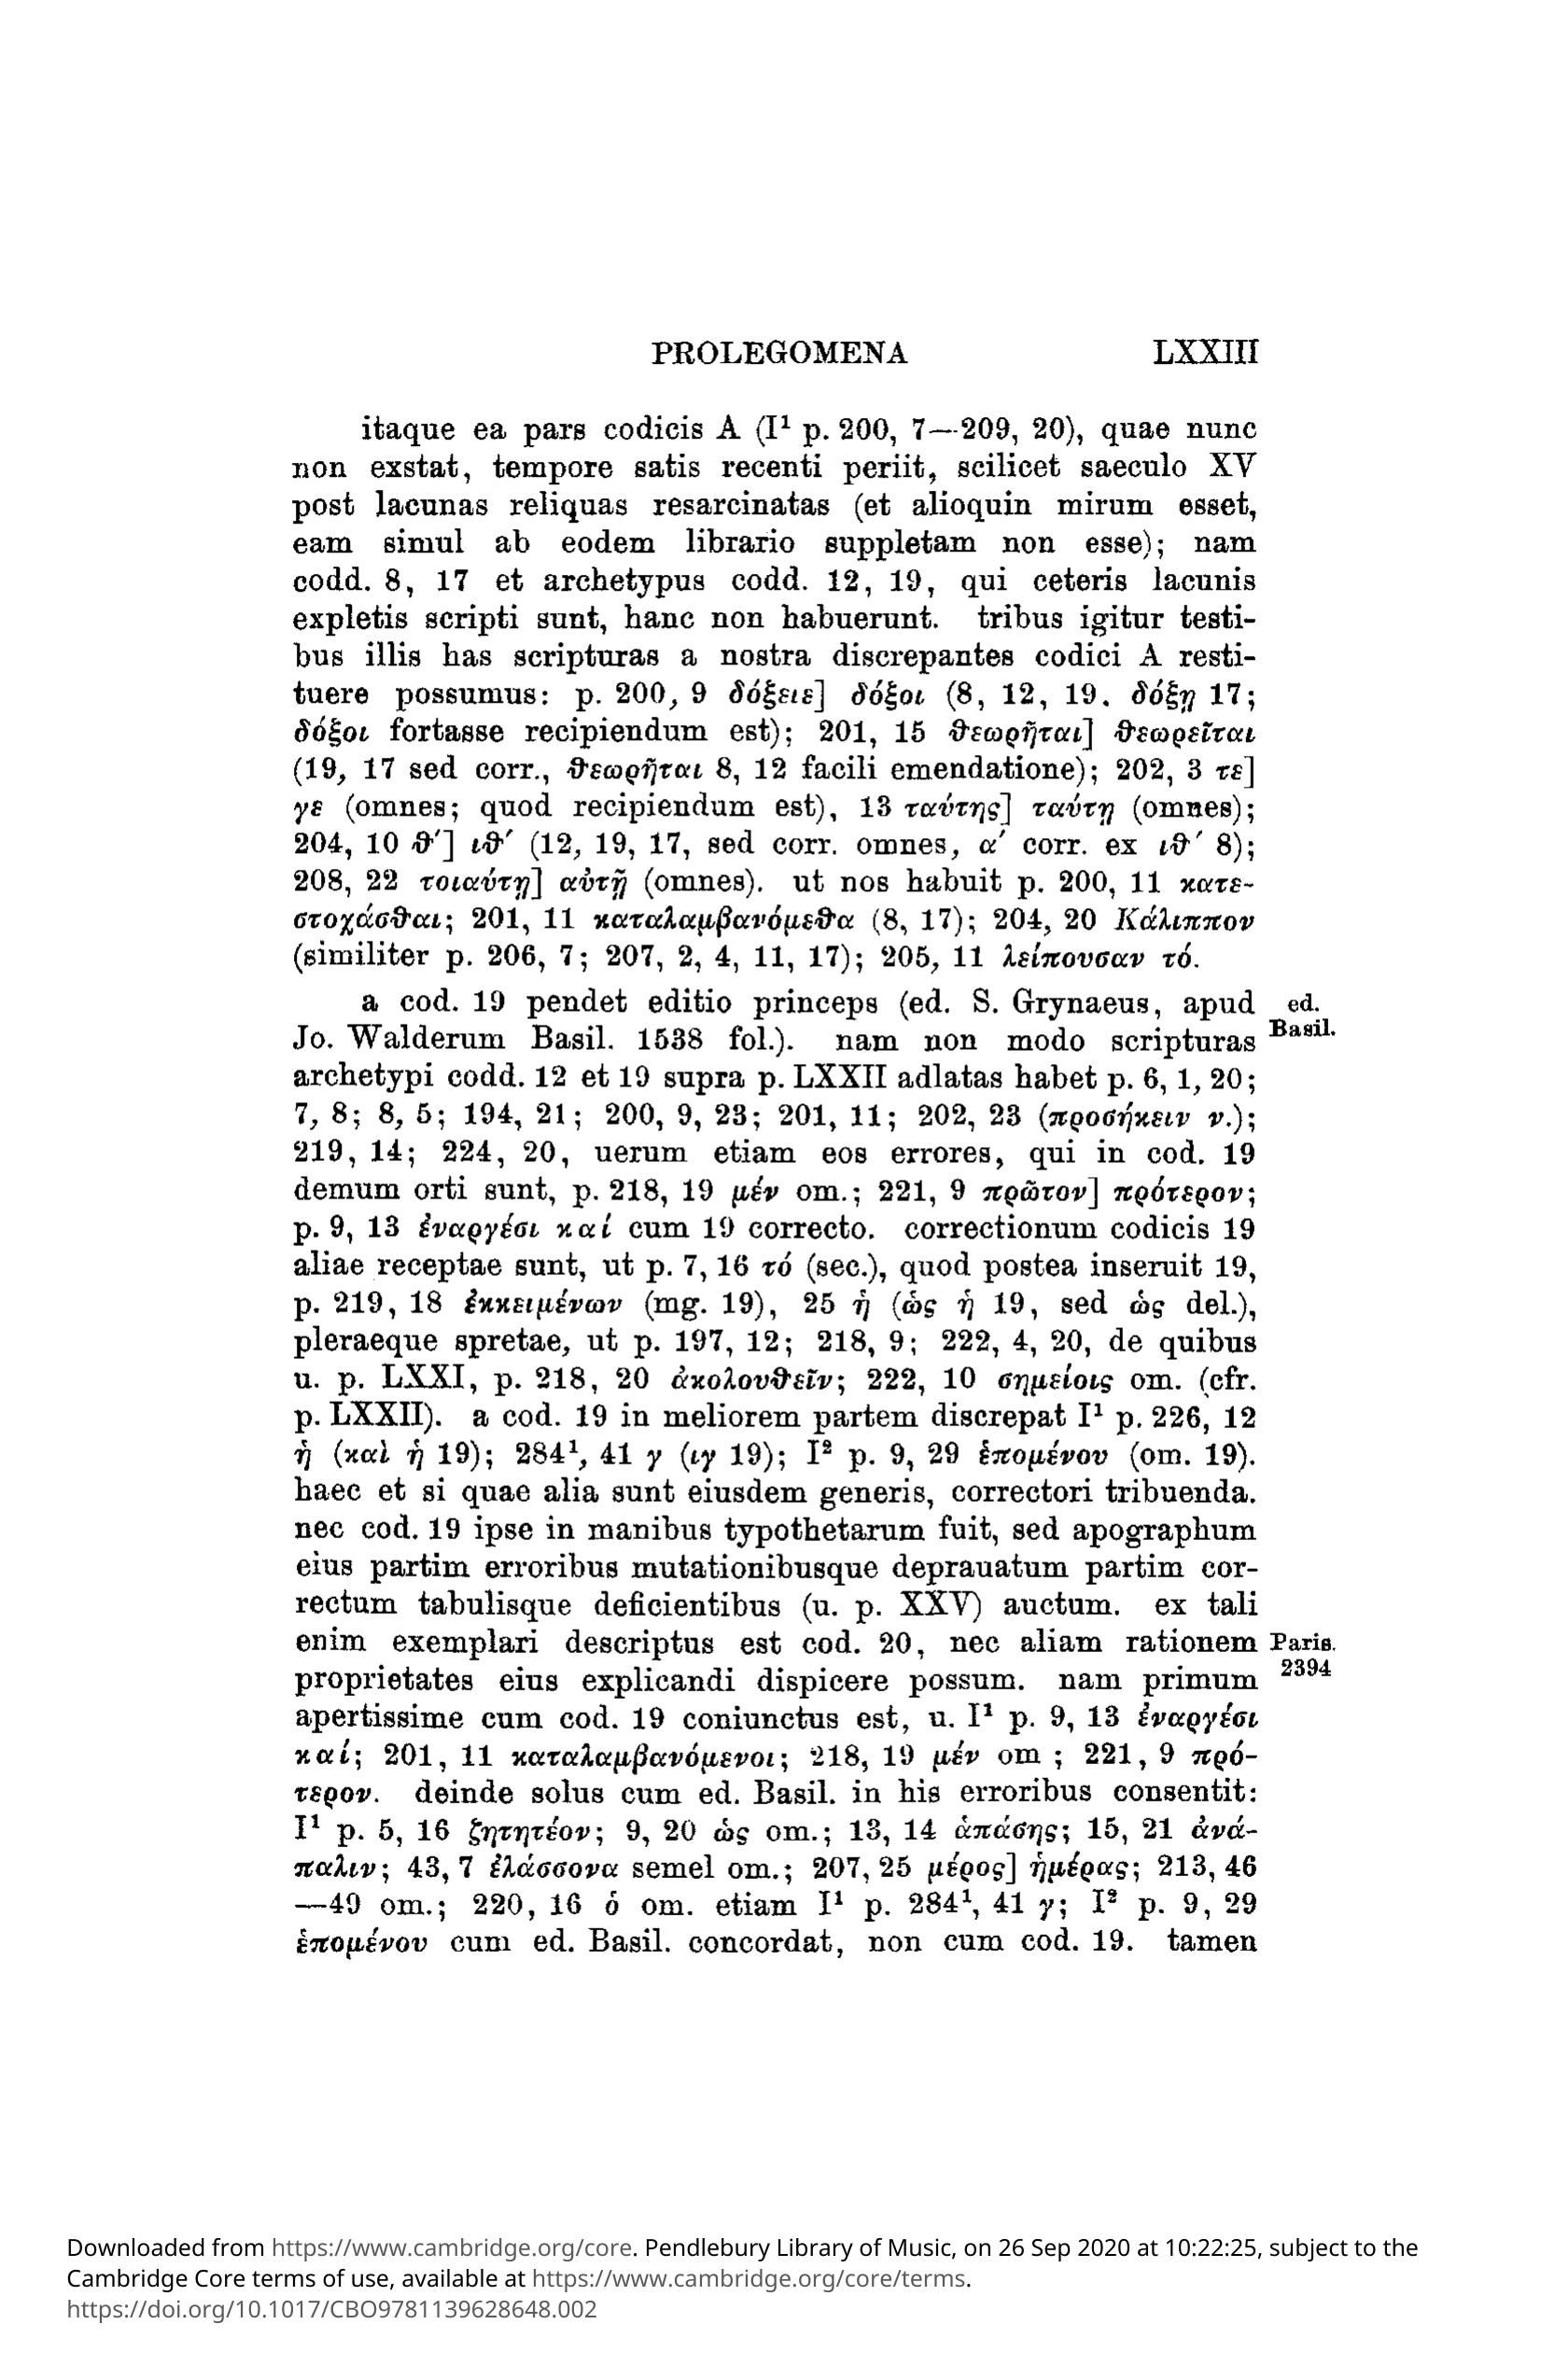 PROLEGOMENA LXXIII
itaque ea pars codicis A (I¹ p. 200, 7—209, 20), quae nunc
non exstat, tempore satis recenti periit, scilicet saeculo XV
post lacunas reliquas resarcinatas (et alioquin mirum esset,
eam simul ab eodem librario suppletam non esse); nam
codd. 8, 17 et archetypus codd. 12, 19, qui ceteris lacunis
expletis scripti sunt, hanc non habuerunt. tribus igitur testi-
bus illis has scripturas a nostra discrepantes codici A resti-
tuere possumus: p. 200, 9 δόξειε] δόξοι (8, 12, 19. δόξῃ 17;
δόξοι fortasse recipiendum est); 201, 15 ϑεωρῆται] ϑεωρεῖται
(19, 17 sed corr., ϑεωρῆται 8, 12 facili emendatione); 202, 3 τε]
γε (omnes; quod recipiendum est), 13 ταύτης] ταύτῃ (omnes);
204, 10 ϑ′] ιϑ′ (12, 19, 17, sed corr. omnes, α′ corr. ex ιϑ′ 8);
208, 22 τοιαύτῃ] αὐτῇ (omnes). ut nos habuit p. 200, 11 κατε-
στοχάσϑαι; 201, 11 καταλαμβανόμεϑα (8, 17); 204, 20 Κάλιππον
(similiter p. 206, 7; 207, 2, 4, 11, 17); 205, 11 λείπουσαν τό.
a cod. 19 pendet editio princeps (ed. S. Grynaeus, apud ed.
Jo. Walderum Basil. 1538 fol.). nam non modo scripturas Basil.
archetypi codd. 12 et 19 supra p. LXXII adlatas habet p. 6, 1, 20;
7, 8; 8, 5; 194, 21; 200, 9, 23; 201, 11; 202, 23 (προσήκειν ν.);
219, 14; 224, 20, uerum etiam eos errores, qui in cod. 19
demum orti sunt, p. 218, 19 μέν om.; 221, 9 πρῶτον] πρότερον;
p. 9, 13 ἐναργέσι καί cum 19 correcto. correctionum codicis 19
aliae receptae sunt, ut p. 7, 16 τό (sec.), quod postea inseruit 19,
p. 219, 18 ἐκκειμένων (mg. 19), 25 ἡ (ὡς ἡ 19, sed ὡς del.),
pleraeque spretae, ut p. 197, 12; 218, 9; 222, 4, 20, de quibus
u. p. LXXI, p. 218, 20 ἀκολουϑεῖν; 222, 10 σημείοις om. (cfr.
p. LXXII). a cod. 19 in meliorem partem discrepat I¹ p. 226, 12
ἡ (καὶ ἡ 19); 284¹, 41 γ (ιγ 19); I² p. 9, 29 ἑπομένου (om. 19).
haec et si quae alia sunt eiusdem generis, correctori tribuenda.
nec cod. 19 ipse in manibus typothetarum fuit, sed apographum
eius partim erroribus mutationibusque deprauatum partim cor-
rectum tabulisque deficientibus (u. p. XXV) auctum. ex tali
enim exemplari descriptus est cod. 20, nec aliam rationem Paris.
proprietates eius explicandi dispicere possum. nam primum 2394
apertissime cum cod. 19 coniunctus est, u. I¹ p. 9, 13 ἐναργέσι
καί; 201, 11 καταλαμβανόμενοι; 218, 19 μέν om ; 221, 9 πρό-
τερον. deinde solus cum ed. Basil. in his erroribus consentit:
I¹ p. 5, 16 ζητητέον; 9, 20 ὡς om.; 13, 14 ἁπάσης; 15, 21 ἀνά-
παλιν; 43, 7 ἐλάσσονα semel om.; 207, 25 μέρος] ἡμέρας; 213, 46
—49 om.; 220, 16 ὁ om. etiam I¹ p. 284¹, 41 γ; I² p. 9, 29
ἑπομένου cum ed. Basil. concordat, non cum cod. 19. tamen
Downloaded from https://www.cambridge.org/core. Pendlebury Library of Music, on 26 Sep 2020 at 10:22:25, subject to the
Cambridge Core terms of use, available at https://www.cambridge.org/core/terms.
https://doi.org/10.1017/CBO9781139628648.002